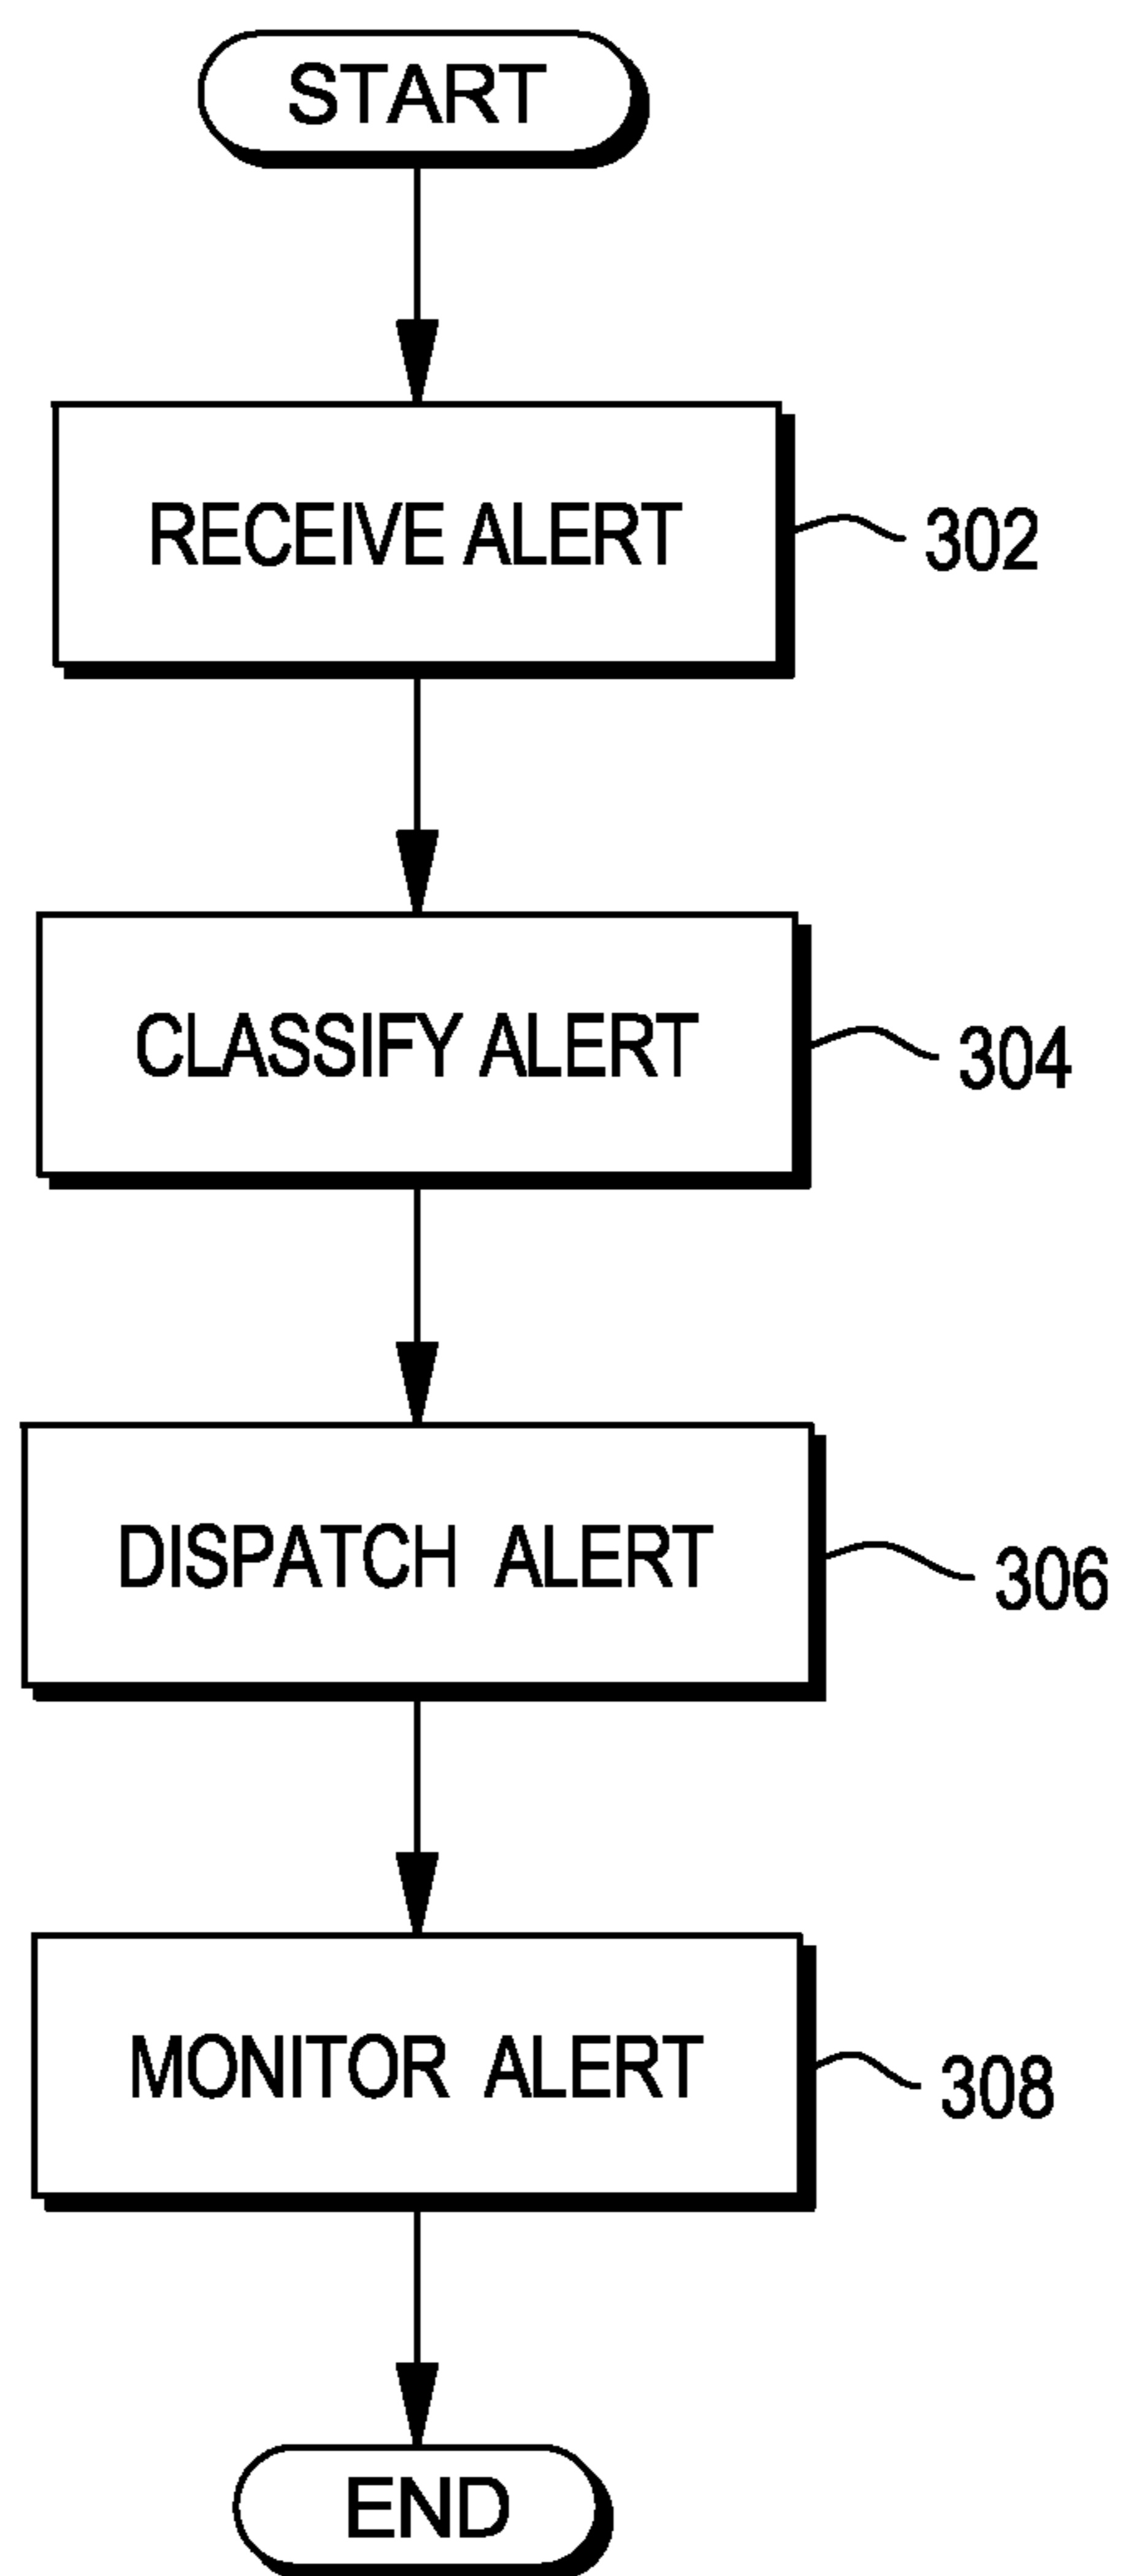 START
RECEIVE ALERT
302
CLASSIFY ALERT
304
DISPATCH ALERT
306
MONITOR ALERT
308
END